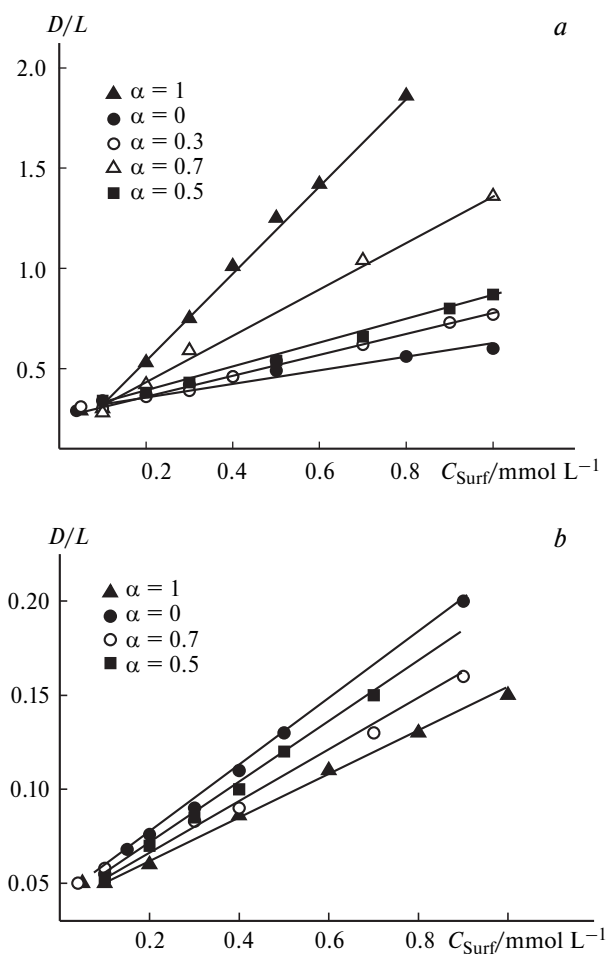 D/L
a
2.0
▲ α = 1
● α = 0
○ α = 0.3
△ α = 0.7
■ α = 0.5
1.5
1.0
0.5
0.2 0.4 0.6 0.8 C_Surf/mmol L⁻¹
D/L
b
▲ α = 1
● α = 0
○ α = 0.7
■ α = 0.5
0.20
0.15
0.10
0.05
0.2 0.4 0.6 0.8 C_Surf/mmol L⁻¹